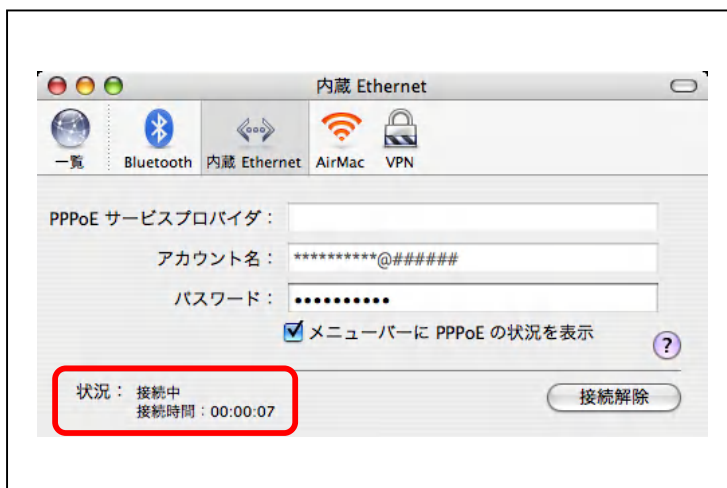 内蔵 Ethernet
一覧 Bluetooth 内蔵 Ethernet AirMac VPN
PPPoE サービスプロバイダ：
アカウント名： **********@######
パスワード： ●●●●●●●●●●
メニューバーに PPPoE の状況を表示
?
状況： 接続中
接続時間：00:00:07
接続解除